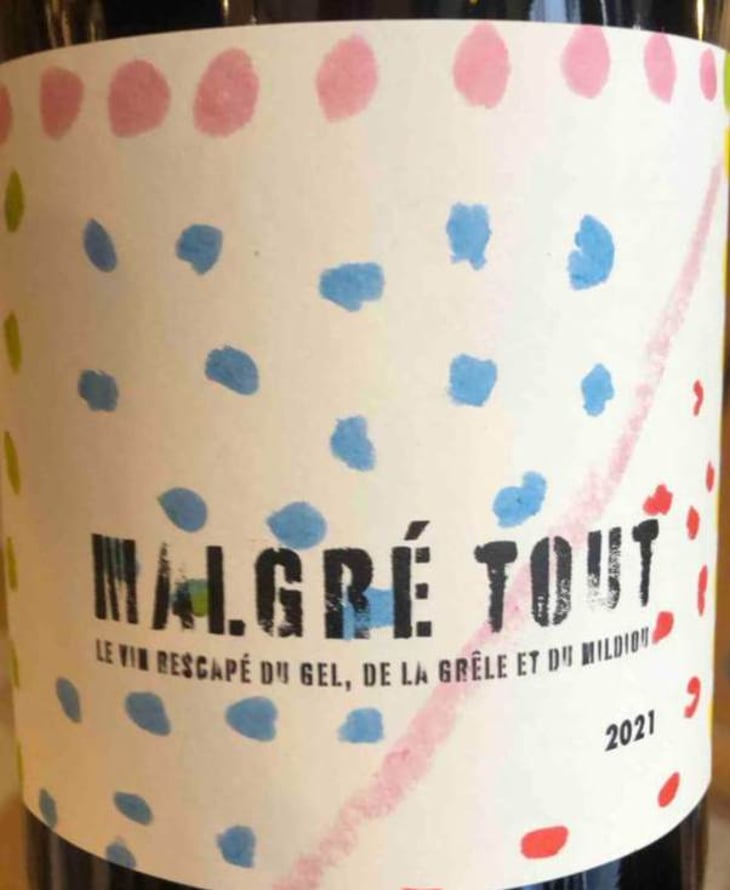 MALGRÉ TOUT
LE VIN RESCAPÉ DU GEL, DE LA GRÊLE ET DU MILDIOU
2021